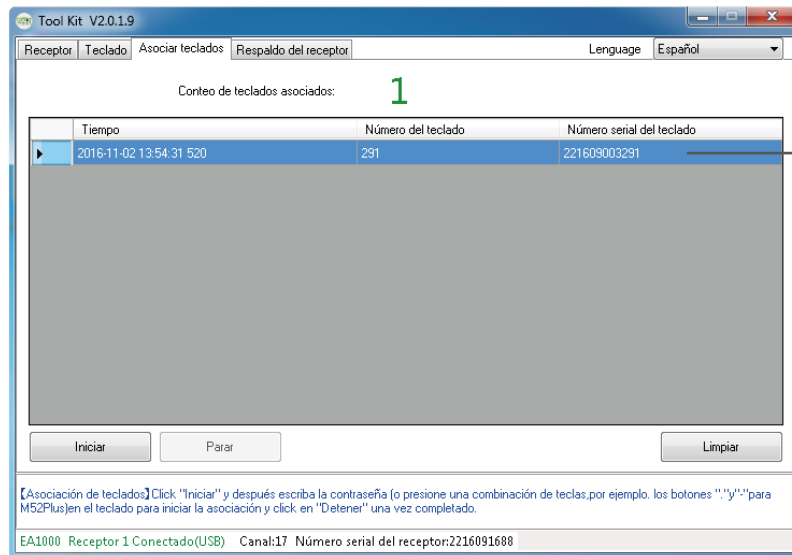 Tool Kit V2.0.1.9
Receptor Teclado Asociar teclados Respaldo del receptor Lenguage Español
Conteo de teclados asociados: 1
Tiempo Número del teclado Número serial del teclado
2016-11-02 13:54:31 520 291 221609003291
Iniciar Parar Limpiar
【Asociación de teclados】Click "Iniciar" y después escriba la contraseña (o presione una combinación de teclas,por ejemplo. los botones "."y"-"para
M52Plus)en el teclado para iniciar la asociación y click en "Detener" una vez completado.
EA1000 Receptor 1 Conectado(USB) Canal:17 Número serial del receptor:2216091688